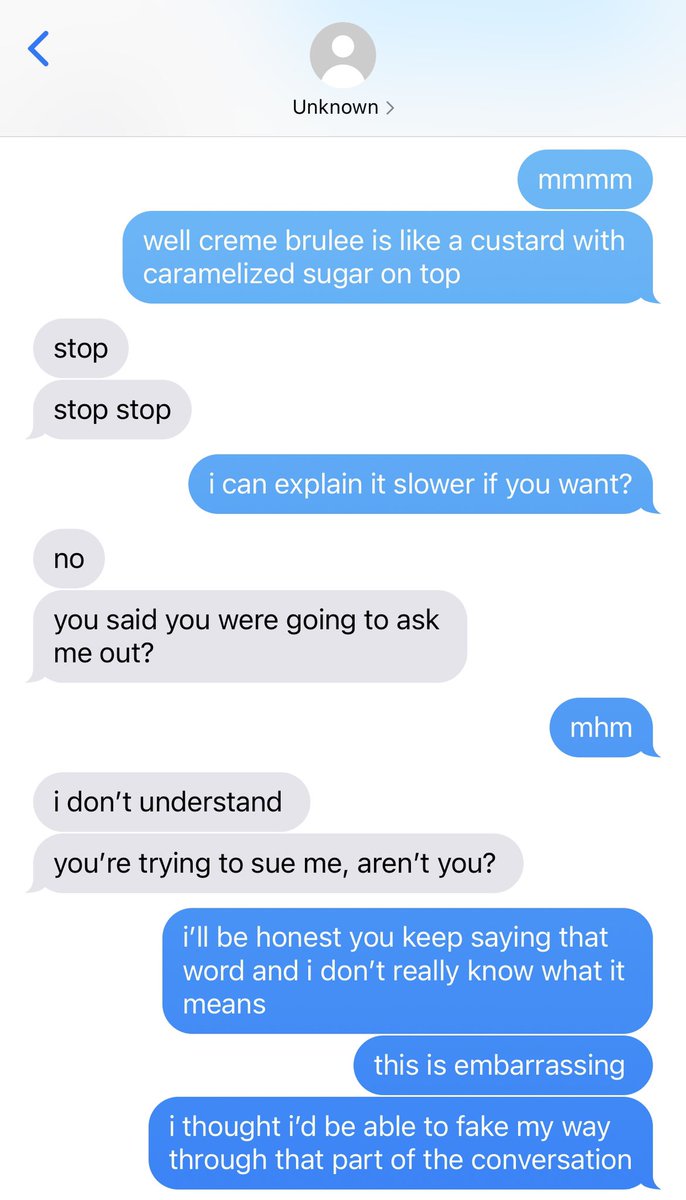 Unknown
mmmm
well creme brulee is like a custard with
caramelized sugar on top
stop
stop stop
i can explain it slower if you want?
no
you said you were going to ask
me out?
mhm
i don’t understand
you’re trying to sue me, aren’t you?
i’ll be honest you keep saying that
word and i don’t really know what it
means
this is embarrassing
i thought i’d be able to fake my way
through that part of the conversation